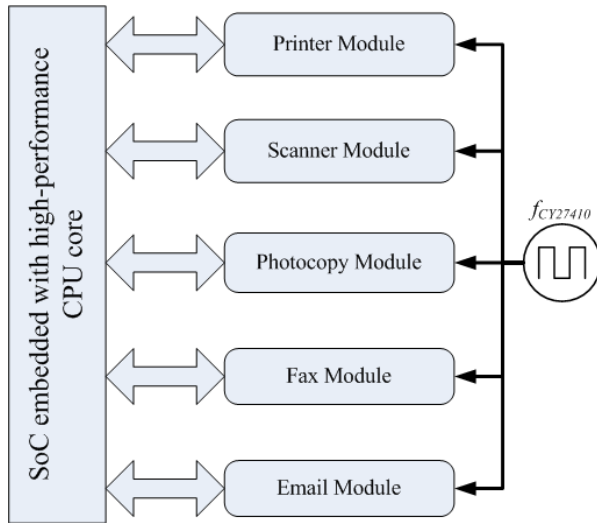 SoC embedded with high-performance
CPU core
Printer Module
Scanner Module
Photocopy Module
Fax Module
Email Module
fCY27410